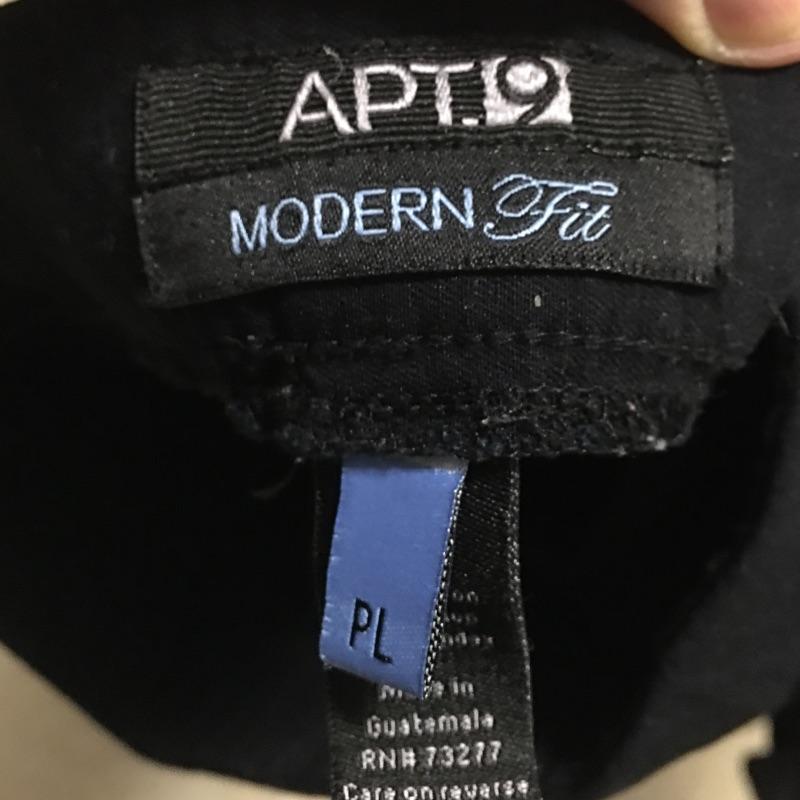 APT.9
MODERN Fit
PL
Made in
Guatemala
RN# 73277
Care on reverse